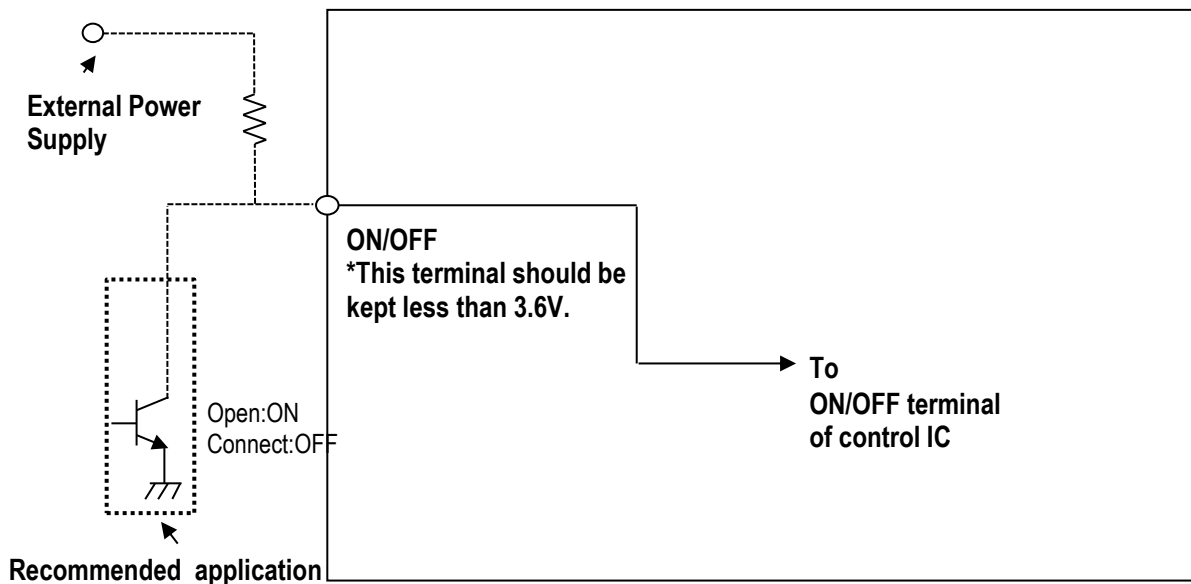 External Power
Supply
ON/OFF
*This terminal should be
kept less than 3.6V.
To
ON/OFF terminal
of control IC
Open:ON
Connect:OFF
Recommended application